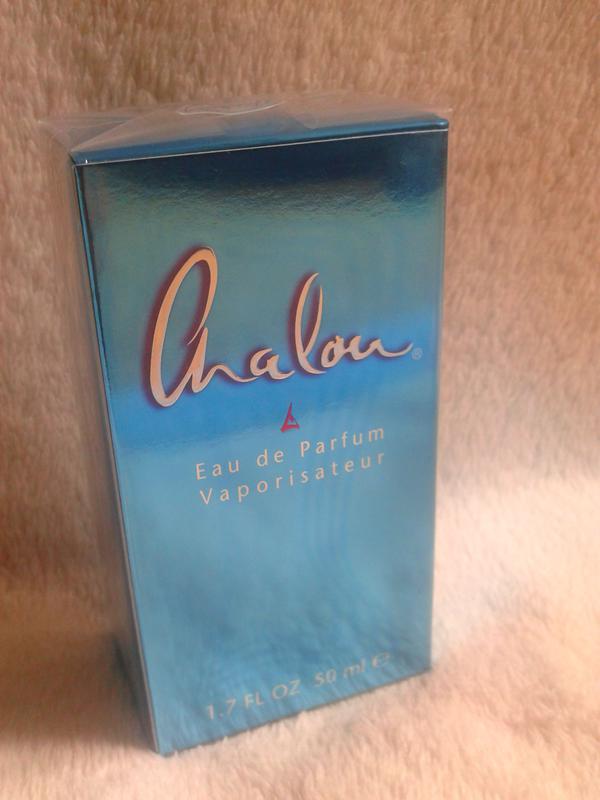 Chalou®
Eau de Parfum
Vaporisateur
1.7 FL OZ 50 ml ℮